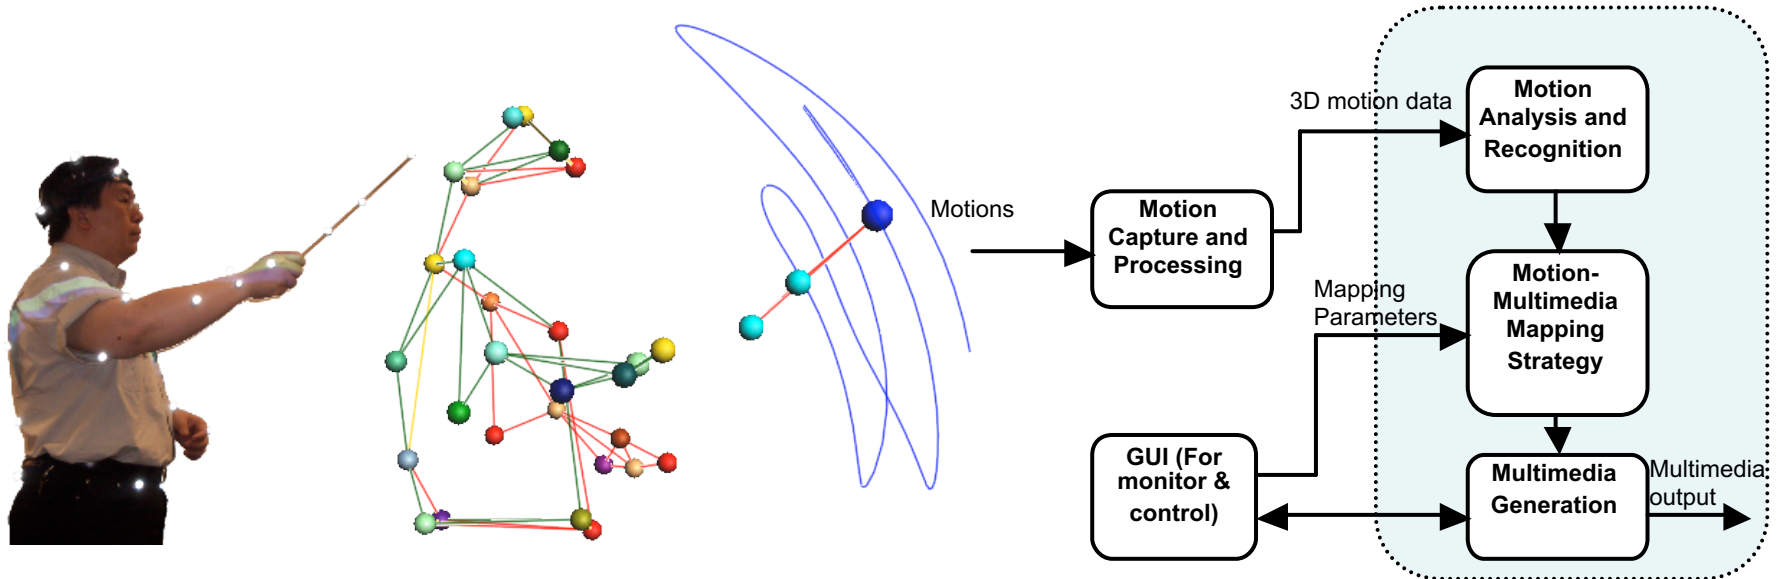 Motions
Motion
Capture and
Processing
3D motion data
Motion
Analysis and
Recognition
Mapping
Parameters
Motion-
Multimedia
Mapping
Strategy
GUI (For
monitor &
control)
Multimedia
Generation
Multimedia
output